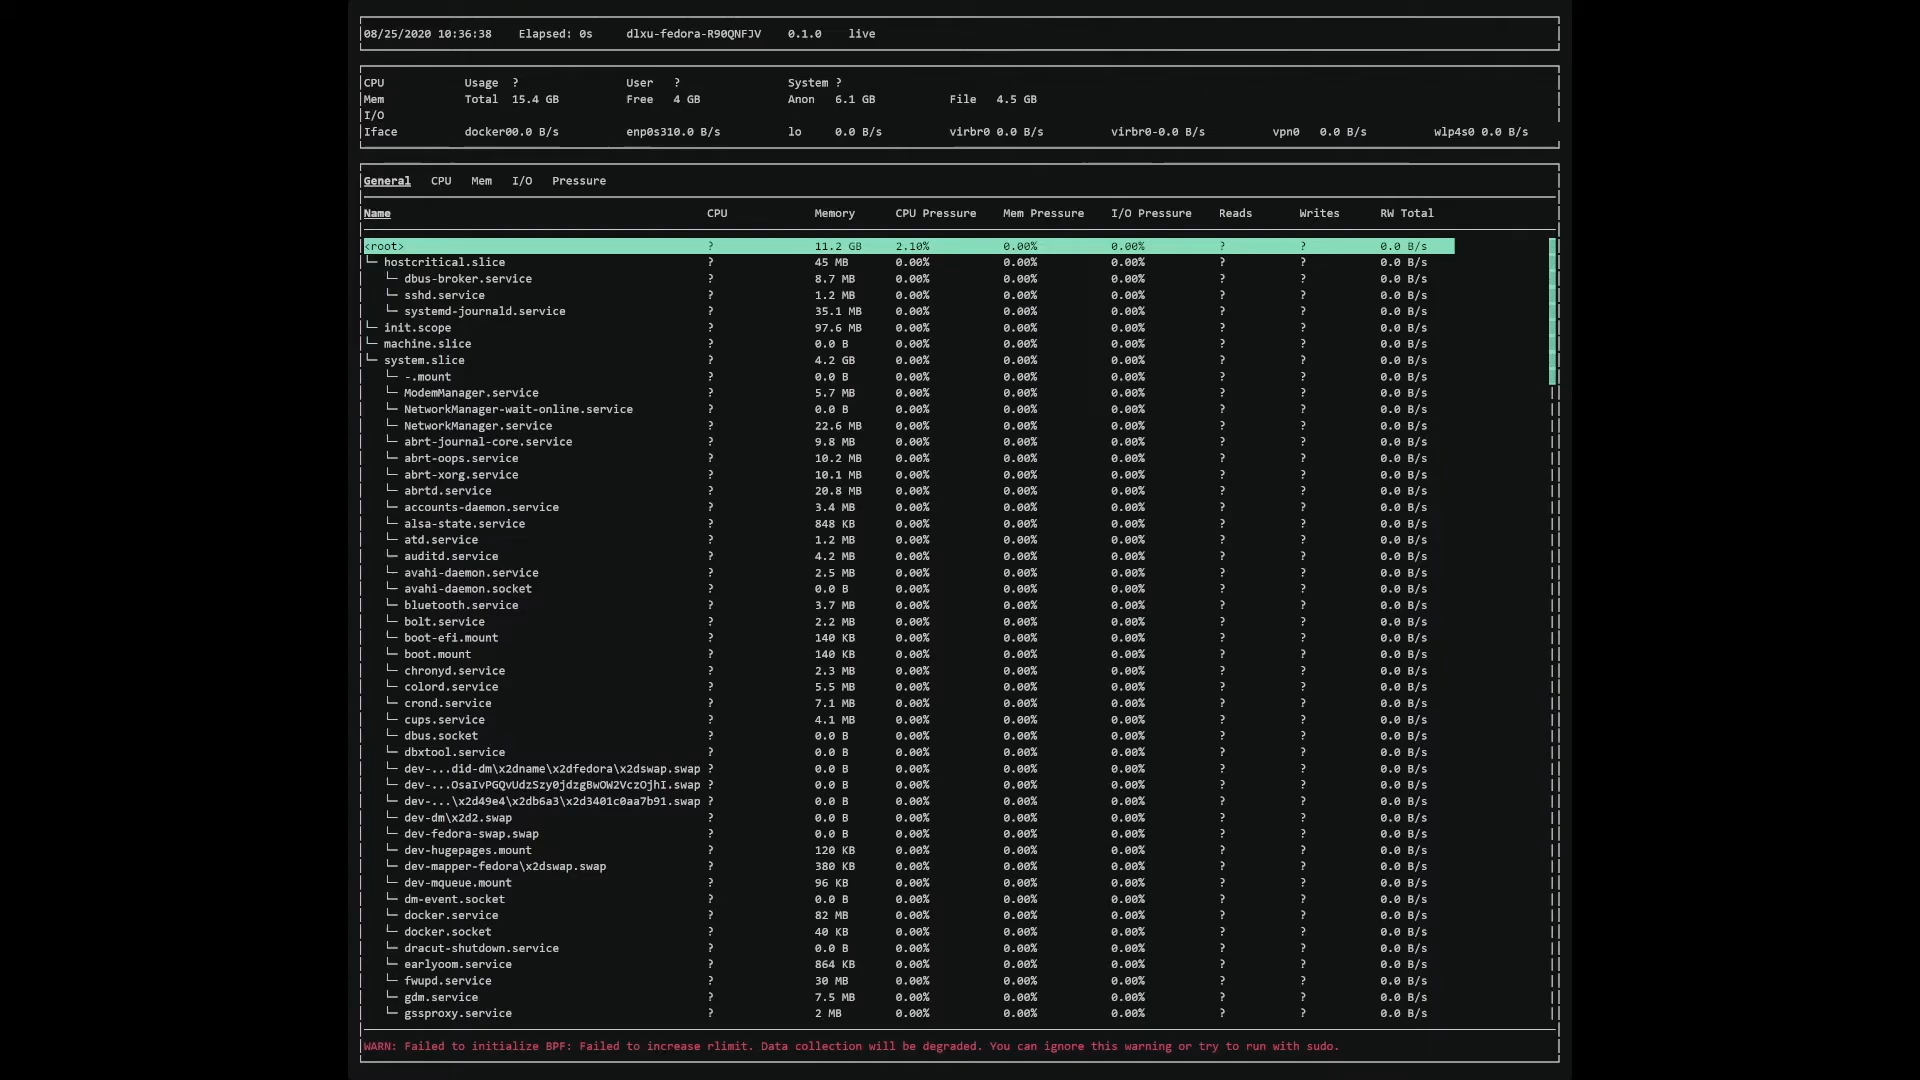 08/25/2020 10:36:38 Elapsed: 0s dlxu-fedora-R90QNFJV 0.1.0 live
CPU Usage ? User ? System ?
Mem Total 15.4 GB Free 4 GB Anon 6.1 GB File 4.5 GB
I/O
Iface docker00.0 B/s enp0s310.0 B/s lo 0.0 B/s virbr0 0.0 B/s virbr0-0.0 B/s vpn0 0.0 B/s wlp4s0 0.0 B/s
General CPU Mem I/O Pressure
Name CPU Memory CPU Pressure Mem Pressure I/O Pressure Reads Writes RW Total
<root> ? 11.2 GB 2.10% 0.00% 0.00% ? ? 0.0 B/s
└─ hostcritical.slice ? 45 MB 0.00% 0.00% 0.00% ? ? 0.0 B/s
└─ dbus-broker.service ? 8.7 MB 0.00% 0.00% 0.00% ? ? 0.0 B/s
└─ sshd.service ? 1.2 MB 0.00% 0.00% 0.00% ? ? 0.0 B/s
└─ systemd-journald.service ? 35.1 MB 0.00% 0.00% 0.00% ? ? 0.0 B/s
└─ init.scope ? 97.6 MB 0.00% 0.00% 0.00% ? ? 0.0 B/s
└─ machine.slice ? 0.0 B 0.00% 0.00% 0.00% ? ? 0.0 B/s
└─ system.slice ? 4.2 GB 0.00% 0.00% 0.00% ? ? 0.0 B/s
└─ -.mount ? 0.0 B 0.00% 0.00% 0.00% ? ? 0.0 B/s
└─ ModemManager.service ? 5.7 MB 0.00% 0.00% 0.00% ? ? 0.0 B/s
└─ NetworkManager-wait-online.service ? 0.0 B 0.00% 0.00% 0.00% ? ? 0.0 B/s
└─ NetworkManager.service ? 22.6 MB 0.00% 0.00% 0.00% ? ? 0.0 B/s
└─ abrt-journal-core.service ? 9.8 MB 0.00% 0.00% 0.00% ? ? 0.0 B/s
└─ abrt-oops.service ? 10.2 MB 0.00% 0.00% 0.00% ? ? 0.0 B/s
└─ abrt-xorg.service ? 10.1 MB 0.00% 0.00% 0.00% ? ? 0.0 B/s
└─ abrtd.service ? 20.8 MB 0.00% 0.00% 0.00% ? ? 0.0 B/s
└─ accounts-daemon.service ? 3.4 MB 0.00% 0.00% 0.00% ? ? 0.0 B/s
└─ alsa-state.service ? 848 KB 0.00% 0.00% 0.00% ? ? 0.0 B/s
└─ atd.service ? 1.2 MB 0.00% 0.00% 0.00% ? ? 0.0 B/s
└─ auditd.service ? 4.2 MB 0.00% 0.00% 0.00% ? ? 0.0 B/s
└─ avahi-daemon.service ? 2.5 MB 0.00% 0.00% 0.00% ? ? 0.0 B/s
└─ avahi-daemon.socket ? 0.0 B 0.00% 0.00% 0.00% ? ? 0.0 B/s
└─ bluetooth.service ? 3.7 MB 0.00% 0.00% 0.00% ? ? 0.0 B/s
└─ bolt.service ? 2.2 MB 0.00% 0.00% 0.00% ? ? 0.0 B/s
└─ boot-efi.mount ? 140 KB 0.00% 0.00% 0.00% ? ? 0.0 B/s
└─ boot.mount ? 140 KB 0.00% 0.00% 0.00% ? ? 0.0 B/s
└─ chronyd.service ? 2.3 MB 0.00% 0.00% 0.00% ? ? 0.0 B/s
└─ colord.service ? 5.5 MB 0.00% 0.00% 0.00% ? ? 0.0 B/s
└─ crond.service ? 7.1 MB 0.00% 0.00% 0.00% ? ? 0.0 B/s
└─ cups.service ? 4.1 MB 0.00% 0.00% 0.00% ? ? 0.0 B/s
└─ dbus.socket ? 0.0 B 0.00% 0.00% 0.00% ? ? 0.0 B/s
└─ dbxtool.service ? 0.0 B 0.00% 0.00% 0.00% ? ? 0.0 B/s
└─ dev-...did-dm\x2dname\x2dfedora\x2dswap.swap ? 0.0 B 0.00% 0.00% 0.00% ? ? 0.0 B/s
└─ dev-...OsaIvPGQvUdzSzy0jdzgBwOW2VczOjhI.swap ? 0.0 B 0.00% 0.00% 0.00% ? ? 0.0 B/s
└─ dev-...\x2d49e4\x2db6a3\x2d3401c0aa7b91.swap ? 0.0 B 0.00% 0.00% 0.00% ? ? 0.0 B/s
└─ dev-dm\x2d2.swap ? 0.0 B 0.00% 0.00% 0.00% ? ? 0.0 B/s
└─ dev-fedora-swap.swap ? 0.0 B 0.00% 0.00% 0.00% ? ? 0.0 B/s
└─ dev-hugepages.mount ? 120 KB 0.00% 0.00% 0.00% ? ? 0.0 B/s
└─ dev-mapper-fedora\x2dswap.swap ? 380 KB 0.00% 0.00% 0.00% ? ? 0.0 B/s
└─ dev-mqueue.mount ? 96 KB 0.00% 0.00% 0.00% ? ? 0.0 B/s
└─ dm-event.socket ? 0.0 B 0.00% 0.00% 0.00% ? ? 0.0 B/s
└─ docker.service ? 82 MB 0.00% 0.00% 0.00% ? ? 0.0 B/s
└─ docker.socket ? 40 KB 0.00% 0.00% 0.00% ? ? 0.0 B/s
└─ dracut-shutdown.service ? 0.0 B 0.00% 0.00% 0.00% ? ? 0.0 B/s
└─ earlyoom.service ? 864 KB 0.00% 0.00% 0.00% ? ? 0.0 B/s
└─ fwupd.service ? 30 MB 0.00% 0.00% 0.00% ? ? 0.0 B/s
└─ gdm.service ? 7.5 MB 0.00% 0.00% 0.00% ? ? 0.0 B/s
└─ gssproxy.service ? 2 MB 0.00% 0.00% 0.00% ? ? 0.0 B/s
WARN: Failed to initialize BPF: Failed to increase rlimit. Data collection will be degraded. You can ignore this warning or try to run with sudo.